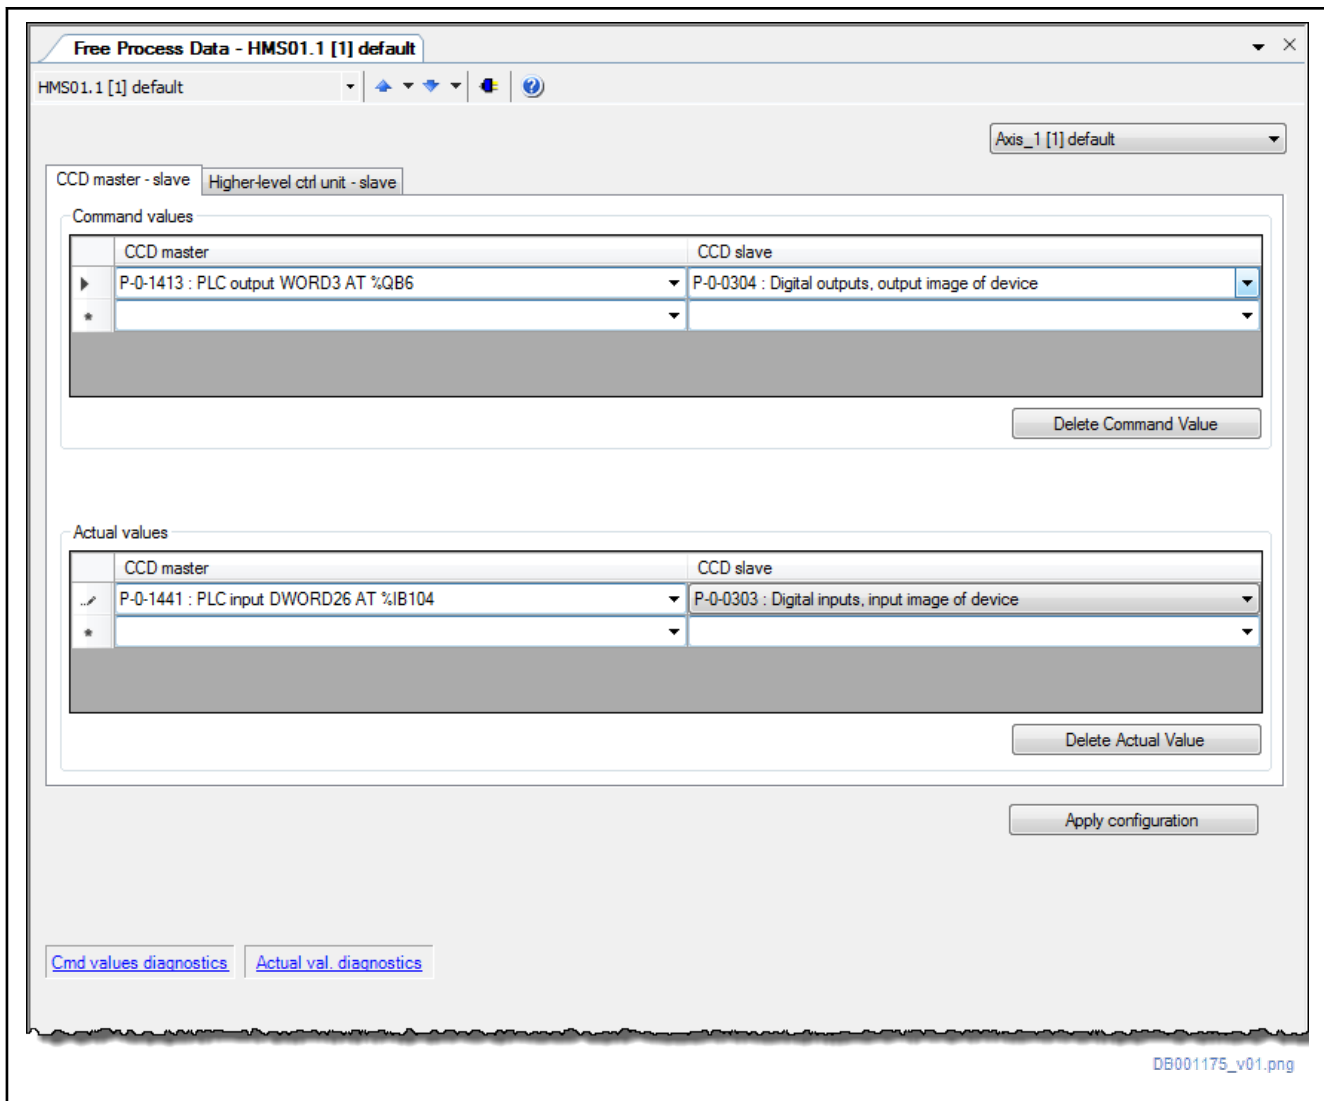 Free Process Data - HMS01.1 [1] default
HMS01.1 [1] default
Axis_1 [1] default
CCD master - slave
Higher-level ctrl unit - slave
Command values
CCD master
CCD slave
P-0-1413 : PLC output WORD3 AT %QB6
P-0-0304 : Digital outputs, output image of device
Delete Command Value
Actual values
CCD master
CCD slave
P-0-1441 : PLC input DWORD26 AT %IB104
P-0-0303 : Digital inputs, input image of device
Delete Actual Value
Apply configuration
Cmd values diagnostics
Actual val. diagnostics
DB001175_v01.png